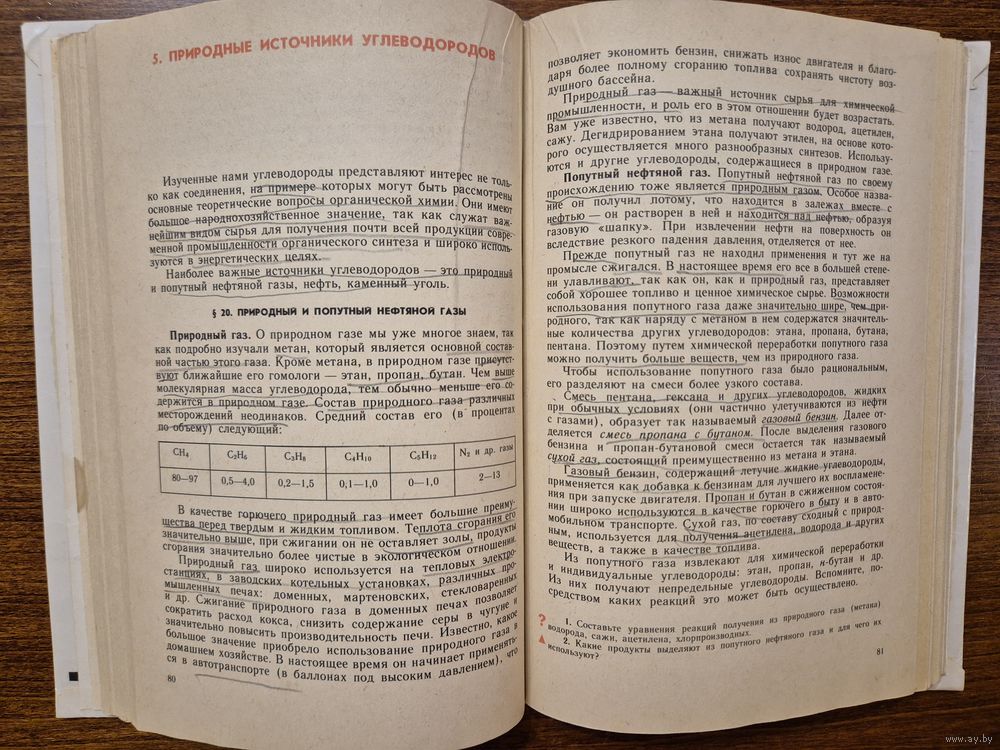 5. ПРИРОДНЫЕ ИСТОЧНИКИ УГЛЕВОДОРОДОВ
Изученные нами углеводороды представляют интерес не толь-
ко как соединения, на примере которых могут быть рассмотрены
основные теоретические вопросы органической химии. Они имеют
большое народнохозяйственное значение, так как служат важ-
нейшим видом сырья для получения почти всей продукции совре-
менной промышленности органического синтеза и широко исполь-
зуются в энергетических целях.
Наиболее важные источники углеводородов — это природный
и попутный нефтяной газы, нефть, каменный уголь.
§ 20. ПРИРОДНЫЙ И ПОПУТНЫЙ НЕФТЯНОЙ ГАЗЫ
Природный газ. О природном газе мы уже многое знаем, так
как подробно изучали метан, который является основной состав-
ной частью этого газа. Кроме метана, в природном газе присутст-
вуют ближайшие его гомологи — этан, пропан, бутан. Чем выше
молекулярная масса углеводорода, тем обычно меньше его со-
держится в природном газе. Состав природного газа различных
месторождений неодинаков. Средний состав его (в процентах
по объему) следующий:
CH₄ C₂H₆ C₃H₈ C₄H₁₀ C₅H₁₂ N₂ и др. газы
80—97 0,5—4,0 0,2—1,5 0,1—1,0 0—1,0 2—13
В качестве горючего природный газ имеет большие преиму-
щества перед твердым и жидким топливом. Теплота сгорания его
значительно выше, при сжигании он не оставляет золы, продукты
сгорания значительно более чистые в экологическом отношении.
Природный газ широко используется на тепловых электро-
станциях, в заводских котельных установках, различных про-
мышленных печах: доменных, мартеновских, стекловаренных
и др. Сжигание природного газа в доменных печах позволяет
сократить расход кокса, снизить содержание серы в чугуне и
значительно повысить производительность печи. Известно, какое
большое значение приобрело использование природного газа в
домашнем хозяйстве. В настоящее время он начинает применять-
ся в автотранспорте (в баллонах под высоким давлением), что
80
позволяет экономить бензин, снижать износ двигателя и благо-
даря более полному сгоранию топлива сохранять чистоту воз-
душного бассейна.
Природный газ — важный источник сырья для химической
промышленности, и роль его в этом отношении будет возрастать.
Вам уже известно, что из метана получают водород, ацетилен,
сажу. Дегидрированием этана получают этилен, на основе кото-
рого осуществляется много разнообразных синтезов. Использу-
ются и другие углеводороды, содержащиеся в природном газе.
Попутный нефтяной газ. Попутный нефтяной газ по своему
происхождению тоже является природным газом. Особое назва-
ние он получил потому, что находится в залежах вместе с
нефтью — он растворен в ней и находится над нефтью, образуя
газовую «шапку». При извлечении нефти на поверхность он
вследствие резкого падения давления, отделяется от нее.
Прежде попутный газ не находил применения и тут же на
промысле сжигался. В настоящее время его все в большей степе-
ни улавливают, так как он, как и природный газ, представляет
собой хорошее топливо и ценное химическое сырье. Возможности
использования попутного газа даже значительно шире, чем при-
родного, так как наряду с метаном в нем содержатся значитель-
ные количества других углеводородов: этана, пропана, бутана,
пентана. Поэтому путем химической переработки попутного газа
можно получить больше веществ, чем из природного газа.
Чтобы использование попутного газа было рациональным,
его разделяют на смеси более узкого состава.
Смесь пентана, гексана и других углеводородов, жидких
при обычных условиях (они частично улетучиваются из нефти
с газами), образует так называемый газовый бензин. Далее от-
деляется смесь пропана с бутаном. После выделения газового
бензина и пропан-бутановой смеси остается так называемый
сухой газ, состоящий преимущественно из метана и этана.
Газовый бензин, содержащий летучие жидкие углеводороды,
применяется как добавка к бензинам для лучшего их воспламене-
ния при запуске двигателя. Пропан и бутан в сжиженном состоя-
нии широко используются в качестве горючего в быту и в авто-
мобильном транспорте. Сухой газ, по составу сходный с природ-
ным, используется для получения ацетилена, водорода и других
веществ, а также в качестве топлива.
Из попутного газа извлекают для химической переработки
и индивидуальные углеводороды: этан, пропан, н-бутан и др.
Из них получают непредельные углеводороды. Вспомните, по-
средством каких реакций это может быть осуществлено.
? 1. Составьте уравнения реакций получения из природного газа (метана)
водорода, сажи, ацетилена, хлорпроизводных.
▲ 2. Какие продукты выделяют из попутного нефтяного газа и для чего их
используют?
81
www.ay.by